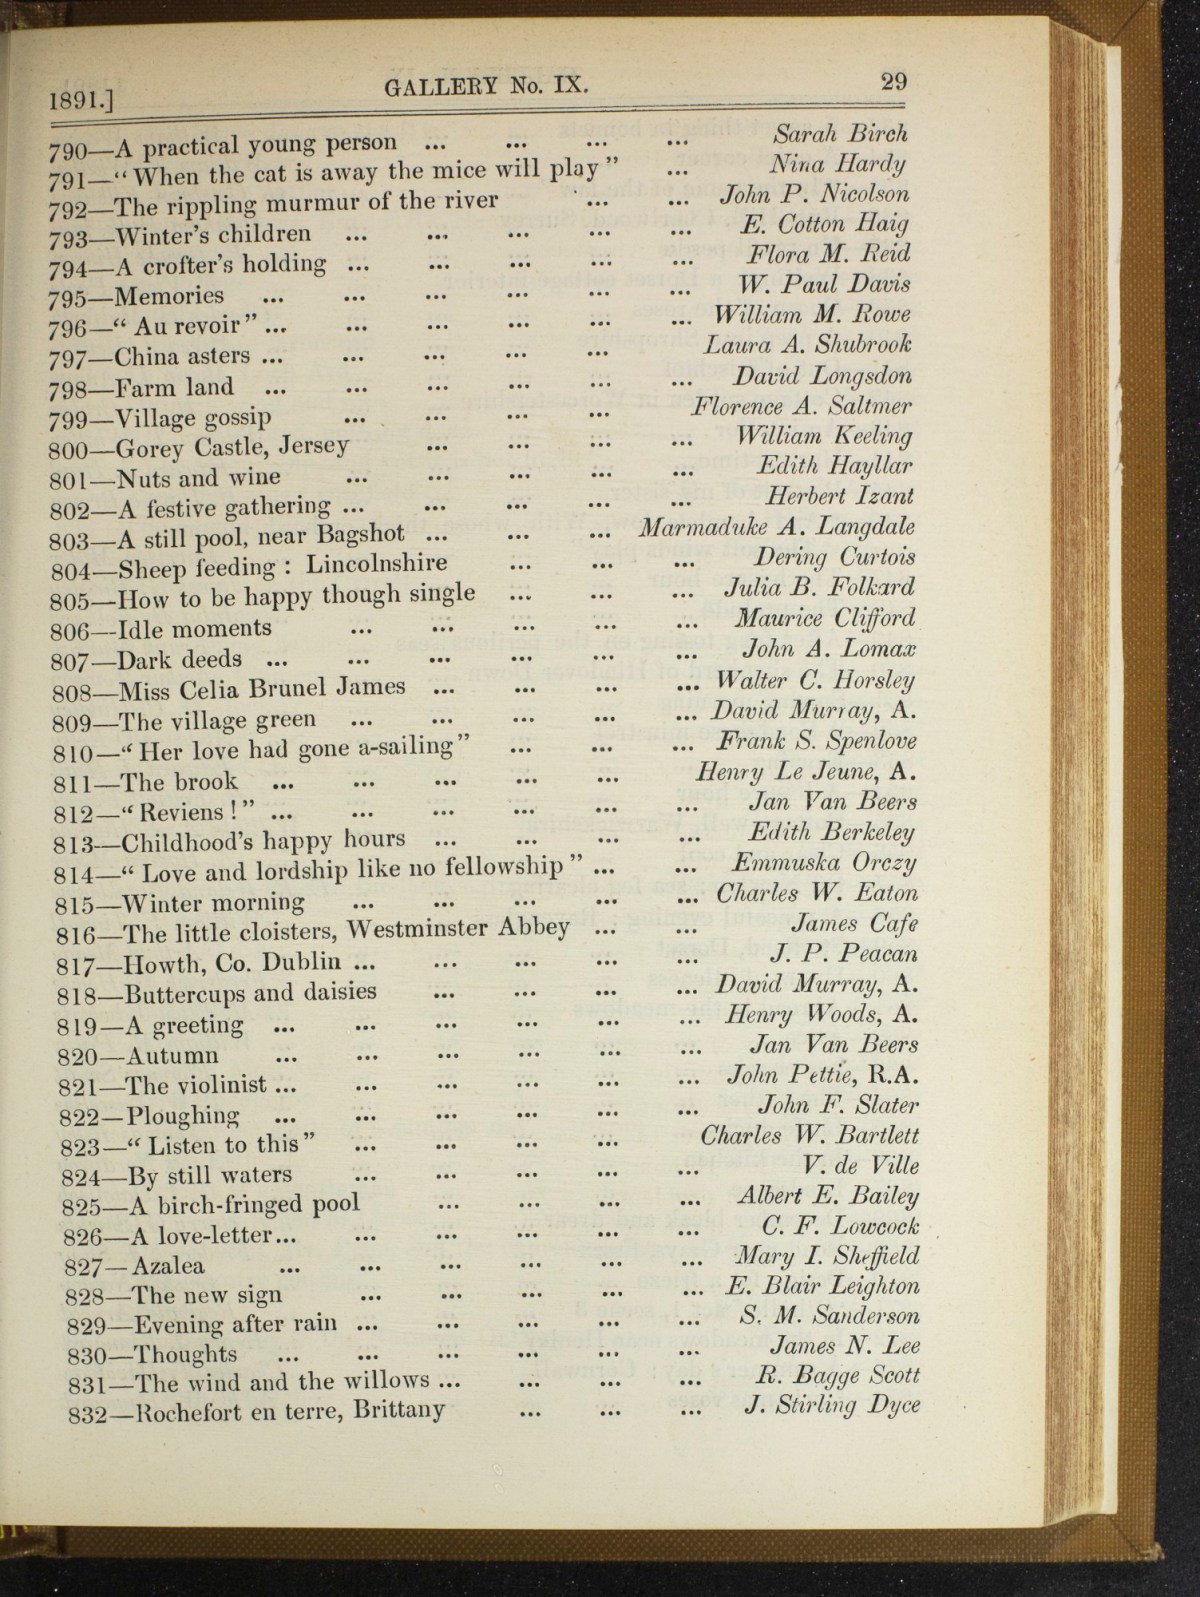 1891.] GALLERY No. IX. 29
790—A practical young person ... ... ... ... Sarah Birch
791—“When the cat is away the mice will play” ... Nina Hardy
792—The rippling murmur of the river ... ... John P. Nicolson
793—Winter's children ... ... ... ... ... E. Cotton Haig
794—A crofter's holding ... ... ... ... ... Flora M. Reid
795—Memories ... ... ... ... ... ... W. Paul Davis
796—“Au revoir”... ... ... ... ... ... William M. Rowe
797—China asters ... ... ... ... ... Laura A. Shubrook
798—Farm land ... ... ... ... ... ... David Longsdon
799—Village gossip ... ... ... ... Florence A. Saltmer
800—Gorey Castle, Jersey ... ... ... ... William Keeling
801—Nuts and wine ... ... ... ... ... Edith Hayllar
802—A festive gathering ... ... ... ... ... Herbert Izant
803—A still pool, near Bagshot ... ... ... Marmaduke A. Langdale
804—Sheep feeding : Lincolnshire ... ... ... Dering Curtois
805—How to be happy though single ... ... ... Julia B. Folkard
806—Idle moments ... ... ... ... ... Maurice Clifford
807—Dark deeds ... ... ... ... ... ... John A. Lomax
808—Miss Celia Brunel James ... ... ... ... Walter C. Horsley
809—The village green ... ... ... ... ... David Murray, A.
810—“Her love had gone a-sailing” ... ... ... Frank S. Spenlove
811—The brook ... ... ... ... ... Henry Le Jeune, A.
812—“Reviens !” ... ... ... ... ... ... Jan Van Beers
813—Childhood's happy hours ... ... ... ... Edith Berkeley
814—“Love and lordship like no fellowship” ... ... Emmuska Orczy
815—Winter morning ... ... ... ... ... Charles W. Eaton
816—The little cloisters, Westminster Abbey ... ... James Cafe
817—Howth, Co. Dublin ... ... ... ... ... J. P. Peacan
818—Buttercups and daisies ... ... ... ... David Murray, A.
819—A greeting ... ... ... ... ... ... Henry Woods, A.
820—Autumn ... ... ... ... ... ... Jan Van Beers
821—The violinist ... ... ... ... ... ... John Pettie, R.A.
822—Ploughing ... ... ... ... ... ... John F. Slater
823—“Listen to this” ... ... ... ... Charles W. Bartlett
824—By still waters ... ... ... ... ... V. de Ville
825—A birch-fringed pool ... ... ... ... Albert E. Bailey
826—A love-letter... ... ... ... ... ... C. F. Lowcock
827—Azalea ... ... ... ... ... ... Mary I. Sheffield
828—The new sign ... ... ... ... ... E. Blair Leighton
829—Evening after rain ... ... ... ... ... S. M. Sanderson
830—Thoughts ... ... ... ... ... ... James N. Lee
831—The wind and the willows ... ... ... ... R. Bagge Scott
832—Rochefort en terre, Brittany ... ... ... J. Stirling Dyce